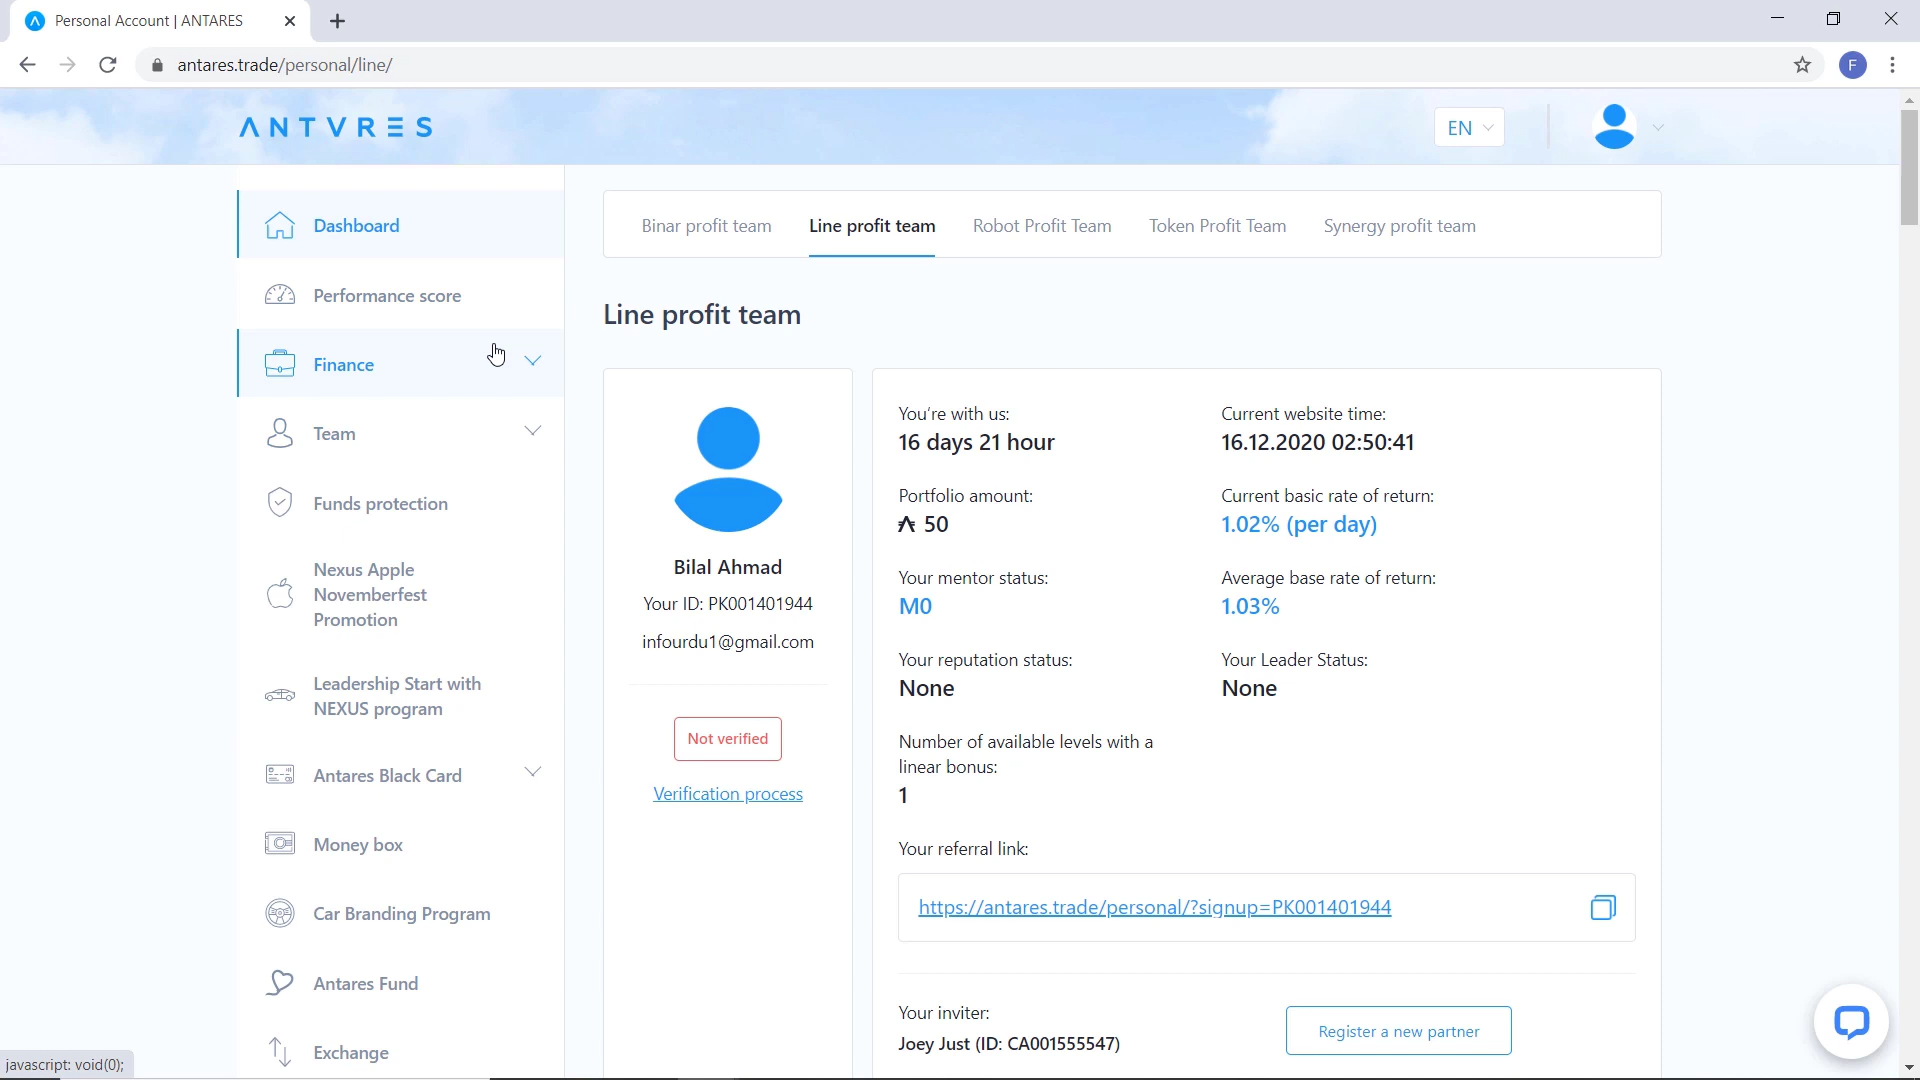 Personal Account | ANTARES
antares.trade/personal/line/
F
ANTVRES
EN
Dashboard
Performance score
Finance
Team
Funds protection
Nexus Apple
Novemberfest
Promotion
Leadership Start with
NEXUS program
Antares Black Card
Money box
Car Branding Program
Antares Fund
Exchange
javascript: void(0);
Binar profit team
Line profit team
Robot Profit Team
Token Profit Team
Synergy profit team
Line profit team
Bilal Ahmad
Your ID: PK001401944
infourdu1@gmail.com
Not verified
Verification process
You're with us:
16 days 21 hour
Current website time:
16.12.2020 02:50:41
Portfolio amount:
50
Current basic rate of return:
1.02% (per day)
Your mentor status:
M0
Average base rate of return:
1.03%
Your reputation status:
None
Your Leader Status:
None
Number of available levels with a
linear bonus:
1
Your referral link:
https://antares.trade/personal/?signup=PK001401944
Your inviter:
Joey Just (ID: CA001555547)
Register a new partner